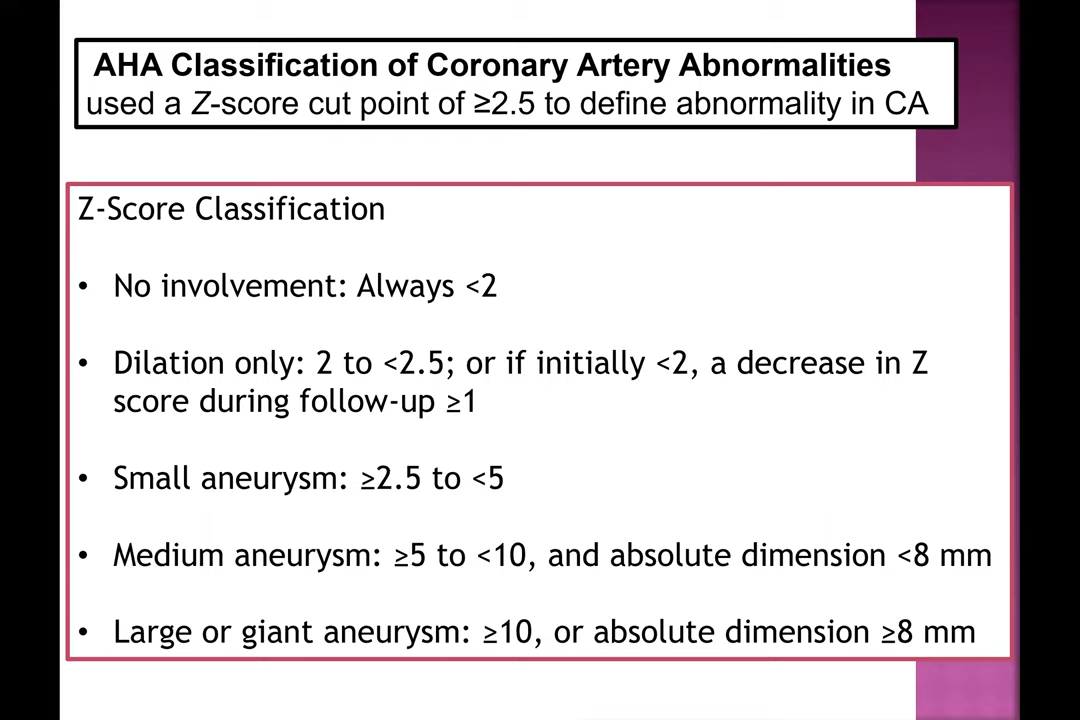 AHA Classification of Coronary Artery Abnormalities
used a Z-score cut point of ≥2.5 to define abnormality in CA
Z-Score Classification
• No involvement: Always <2
• Dilation only: 2 to <2.5; or if initially <2, a decrease in Z
score during follow-up ≥1
• Small aneurysm: ≥2.5 to <5
• Medium aneurysm: ≥5 to <10, and absolute dimension <8 mm
• Large or giant aneurysm: ≥10, or absolute dimension ≥8 mm